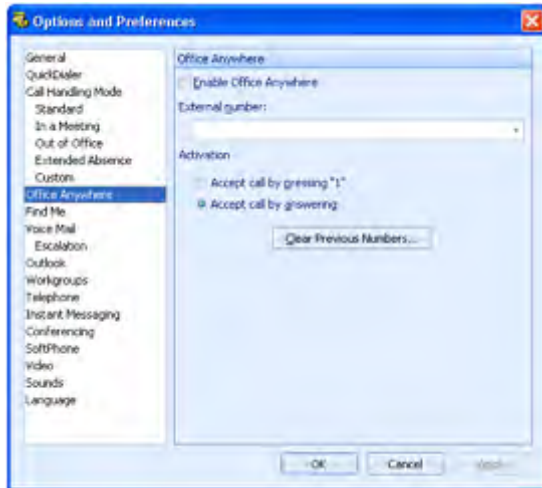 Options and Preferences
General
QuickDialer
Call Handling Mode
Standard
In a Meeting
Out of Office
Extended Absence
Custom
Office Anywhere
Find Me
Voice Mail
Escalation
Outlook
Workgroups
Telephone
Instant Messaging
Conferencing
SoftPhone
Video
Sounds
Language
Office Anywhere
Enable Office Anywhere
External number:
Activation
Accept call by pressing "1"
Accept call by answering
Clear Previous Numbers...
OK
Cancel
Apply